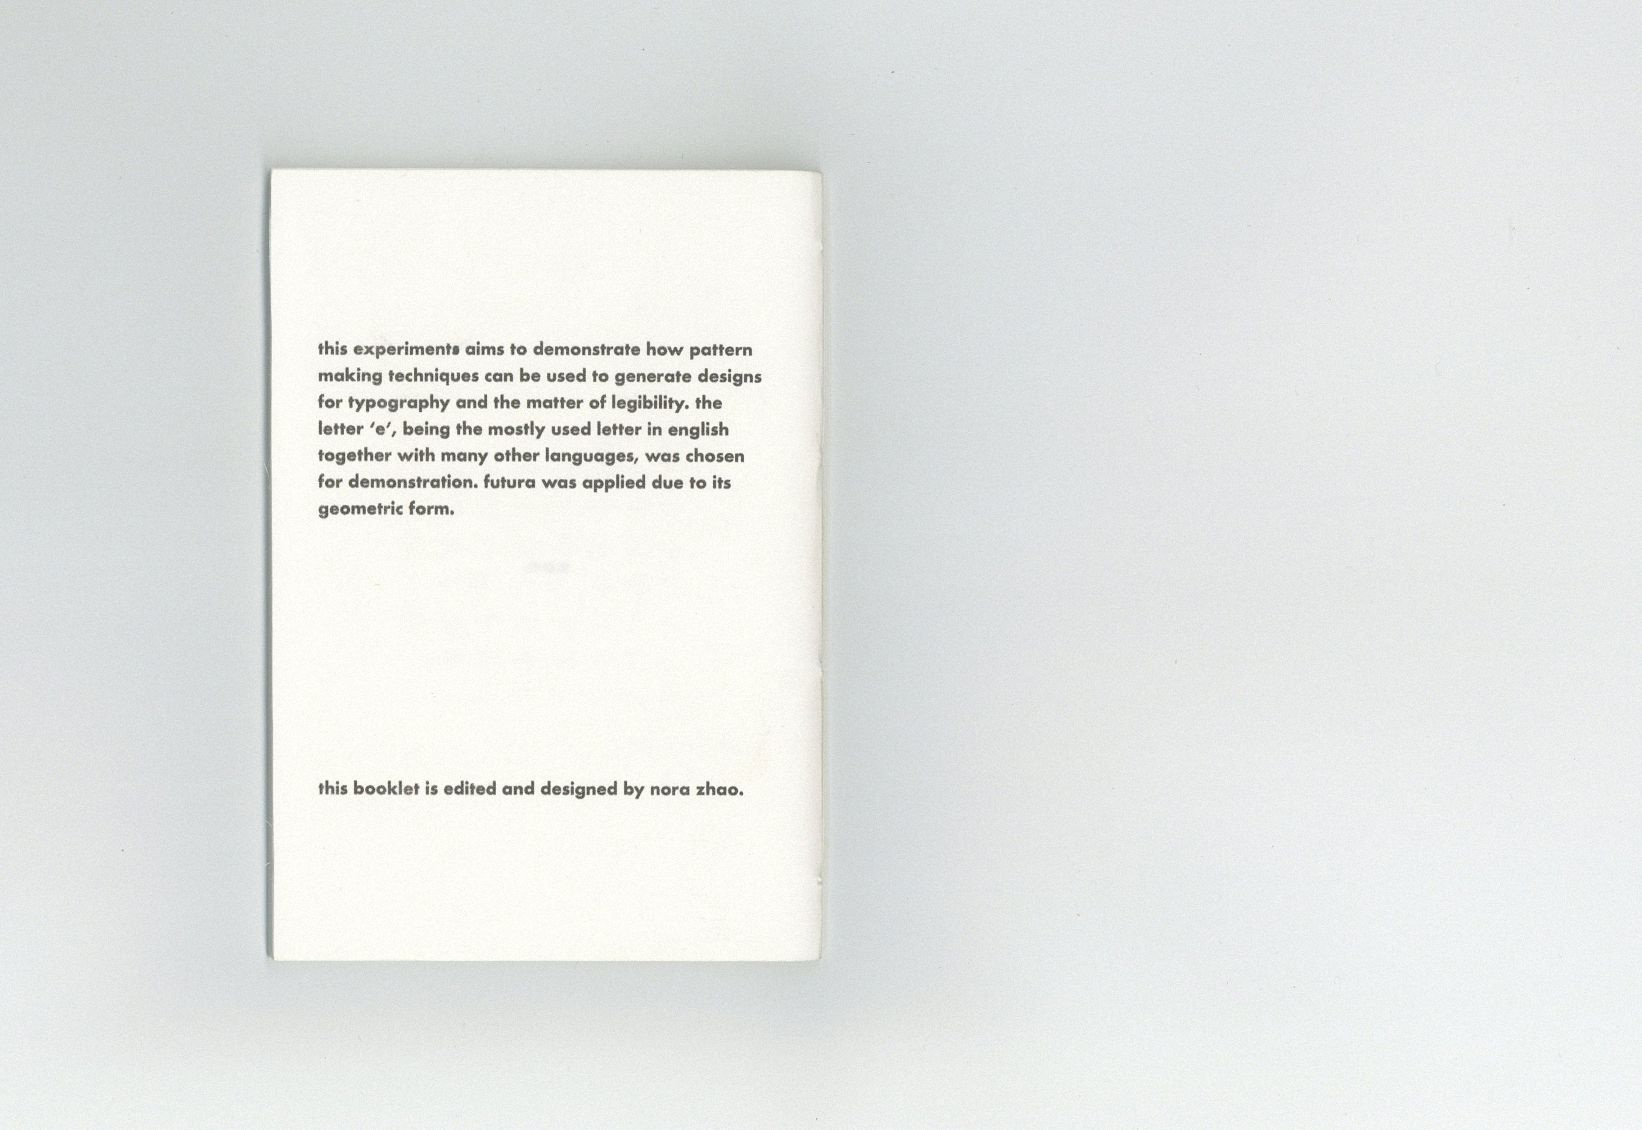 this experiments aims to demonstrate how pattern
making techniques can be used to generate designs
for typography and the matter of legibility. the
letter ‘e’, being the mostly used letter in english
together with many other languages, was chosen
for demonstration. futura was applied due to its
geometric form.
this booklet is edited and designed by nora zhao.